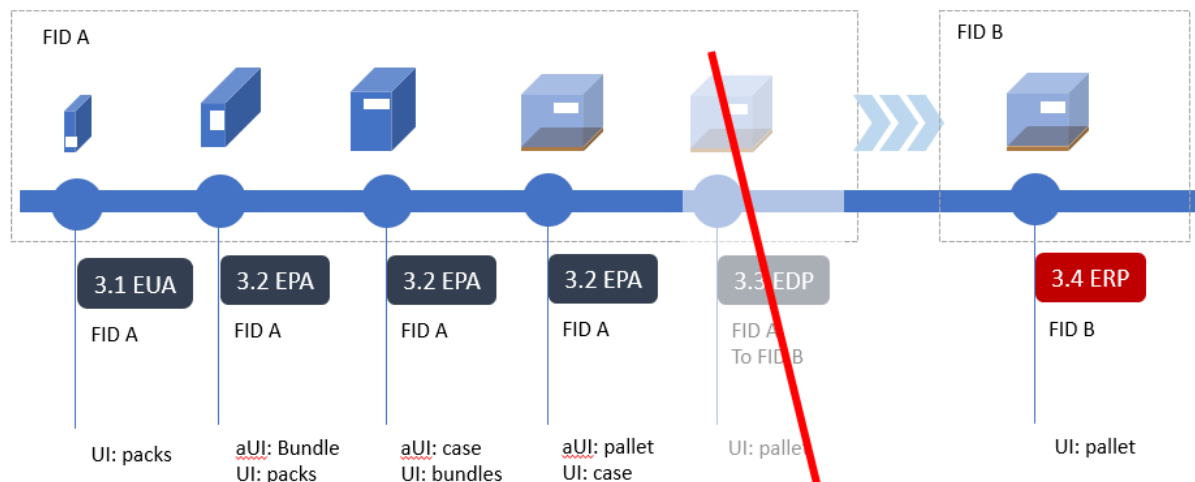 FID A
FID B
3.1 EUA
3.2 EPA
3.2 EPA
3.2 EPA
3.3 EDP
3.4 ERP
FID A
FID A
FID A
FID A
FID A
To FID B
FID B
UI: packs
aUI: Bundle
UI: packs
aUI: case
UI: bundles
aUI: pallet
UI: case
UI: pallet
UI: pallet